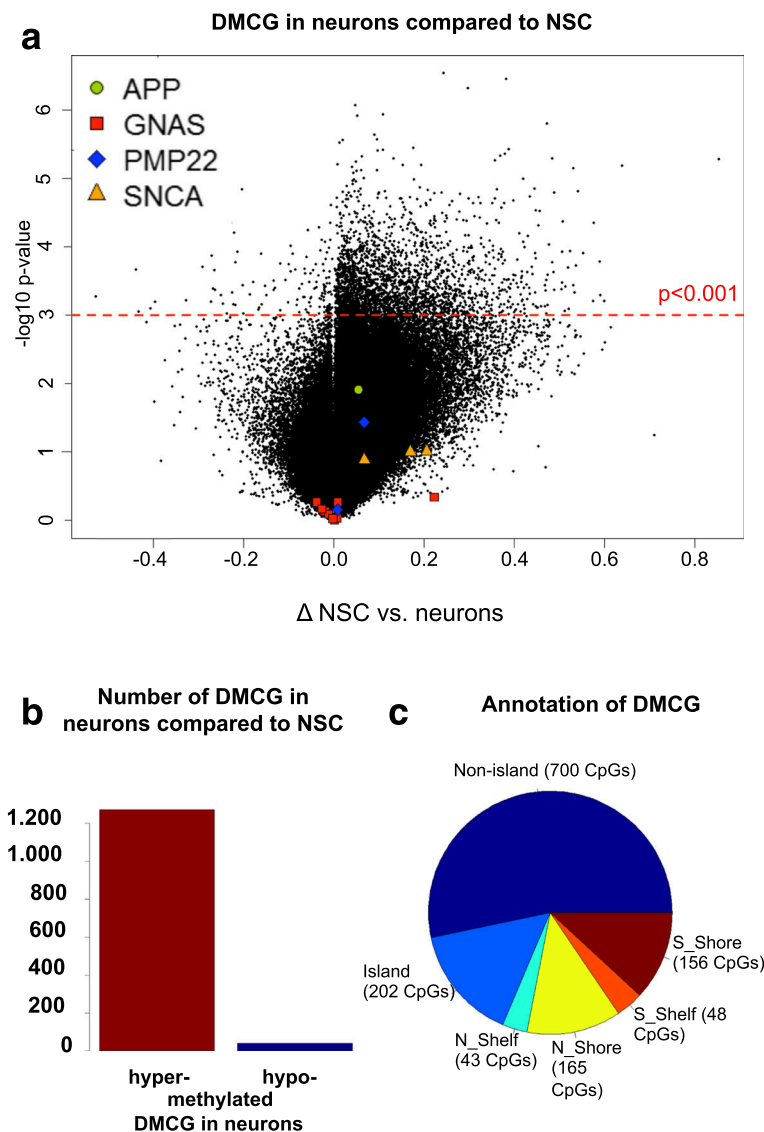 a
DMCG in neurons compared to NSC
APP
GNAS
PMP22
SNCA
p<0.001
-log10 p-value
6
5
4
3
2
1
0
-0.4 -0.2 0.0 0.2 0.4 0.6 0.8
Δ NSC vs. neurons
b
Number of DMCG in
neurons compared to NSC
1.200
1.000
800
600
400
200
0
hyper- hypo-
methylated
DMCG in neurons
c
Annotation of DMCG
Non-island (700 CpGs)
Island
(202 CpGs)
N_Shelf
(43 CpGs)
N_Shore
(165
CpGs)
S_Shelf (48
CpGs)
S_Shore
(156 CpGs)